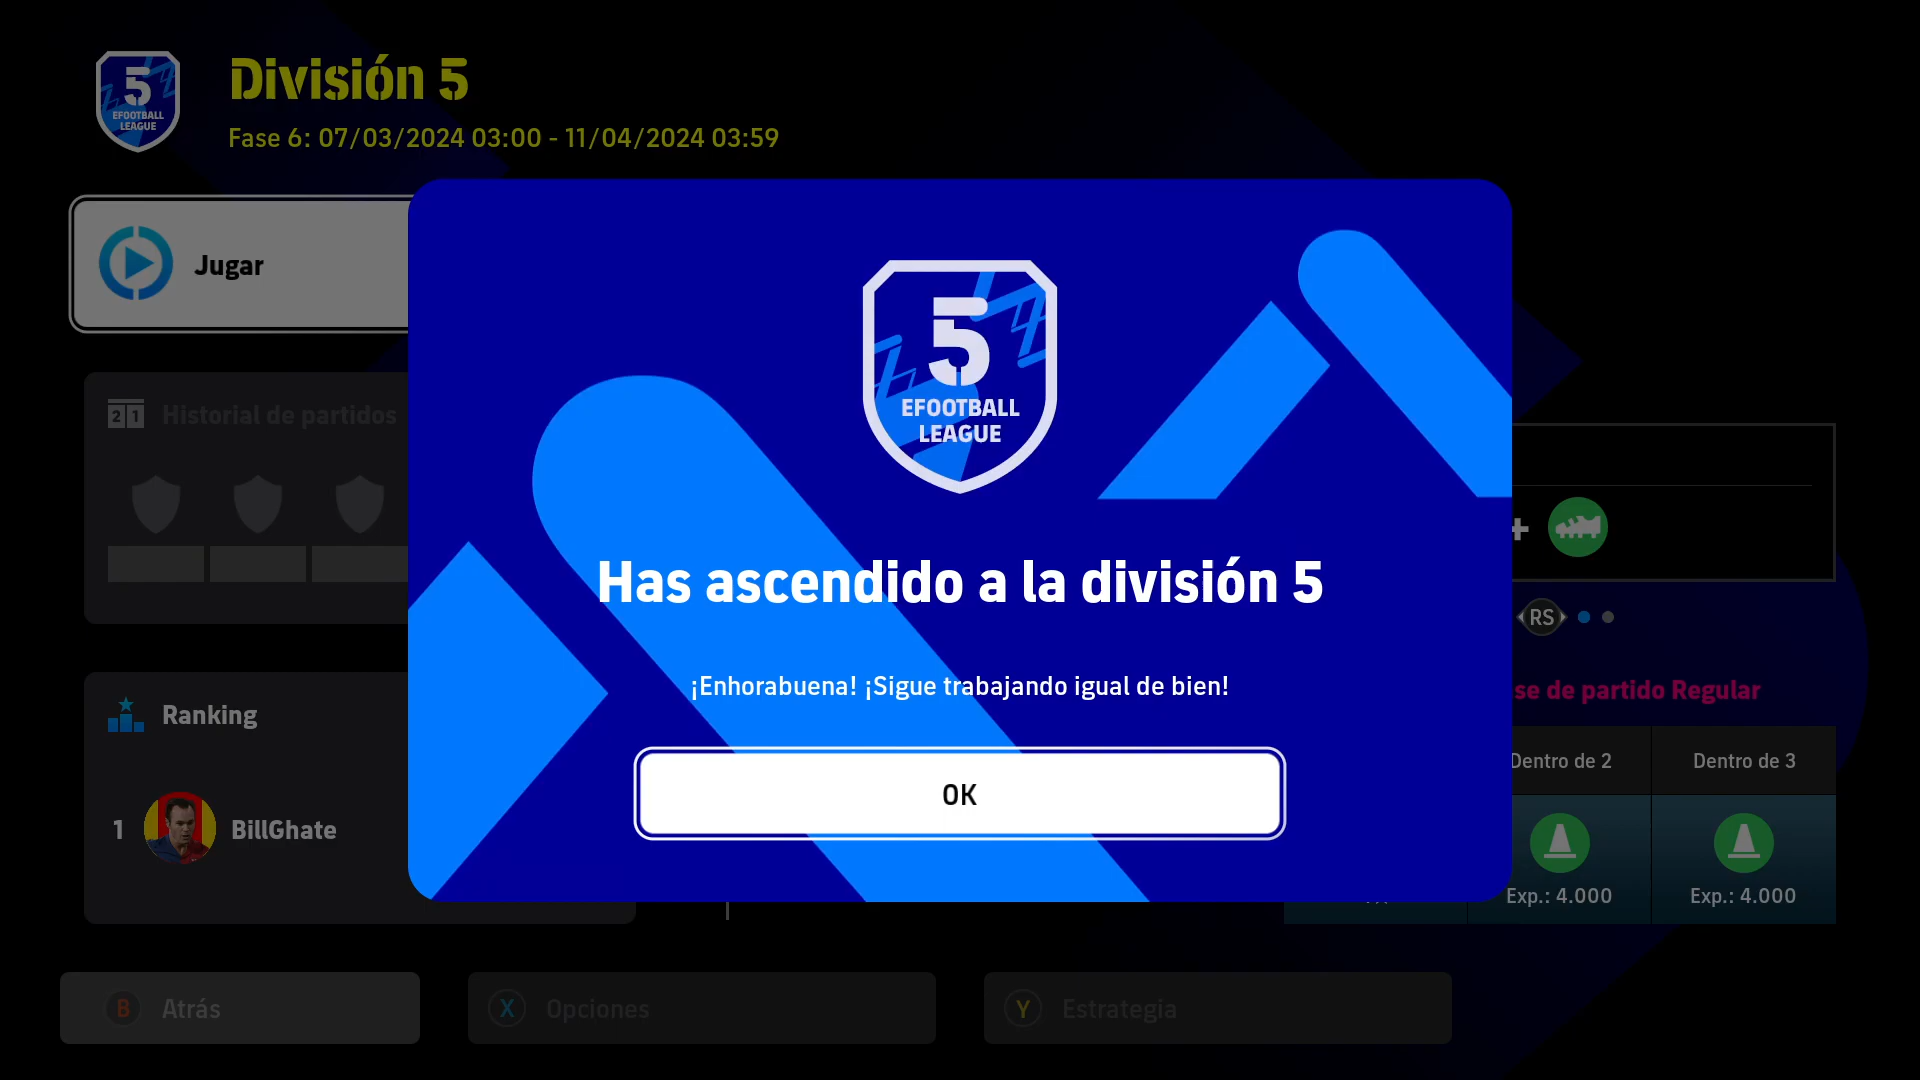 5
EFOOTBALL
LEAGUE
División 5
Fase 6: 07/03/2024 03:00 - 11/04/2024 03:59
Jugar
21 Historial de partidos
Ranking
1 BillGhate
5
EFOOTBALL
LEAGUE
Has ascendido a la división 5
¡Enhorabuena! ¡Sigue trabajando igual de bien!
OK
+
RS
se de partido Regular
Dentro de 2 Dentro de 3
Exp.: 4.000 Exp.: 4.000
B Atrás X Opciones Y Estrategia